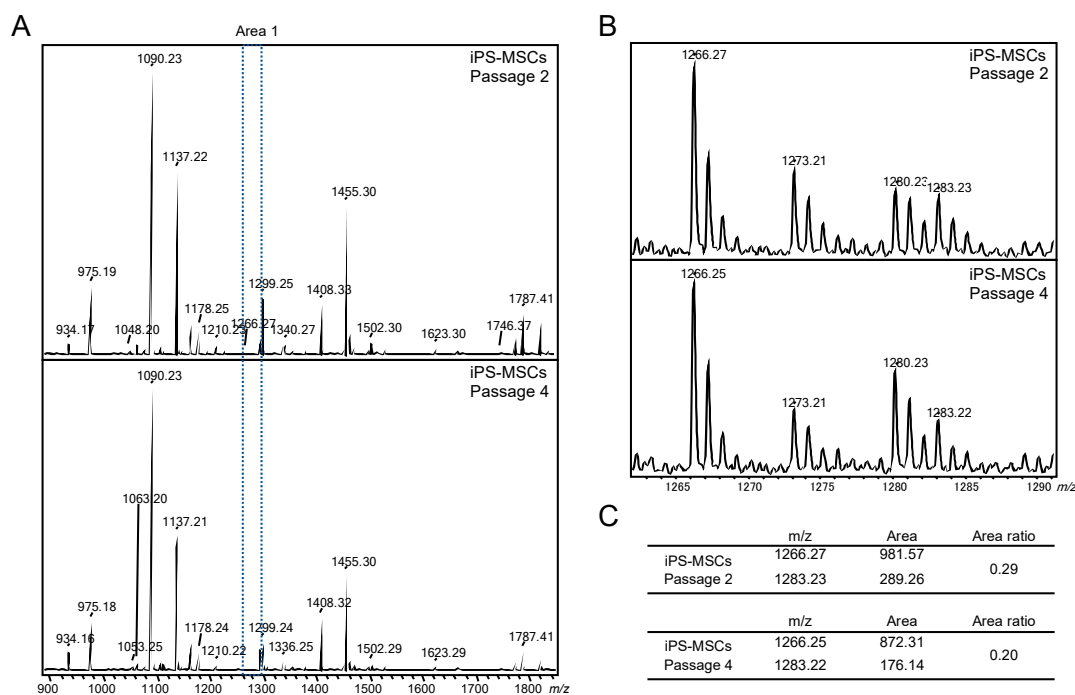 A
Area 1
iPS-MSCs
Passage 2
1090.23
1137.22
1455.30
975.19
1299.25
1408.33
1787.41
1178.25
934.17
1048.20
1210.23
1266.27
1340.27
1502.30
1623.30
1746.37
iPS-MSCs
Passage 4
1090.23
1063.20
1137.21
1455.30
975.18
1408.32
1178.24
1299.24
934.16
1053.25
1210.22
1336.25
1502.29
1623.29
1787.41
900 1000 1100 1200 1300 1400 1500 1600 1700 1800 m/z
B
iPS-MSCs
Passage 2
1266.27
1273.21
1280.23
1283.23
iPS-MSCs
Passage 4
1266.25
1280.23
1273.21
1283.22
1265 1270 1275 1280 1285 1290 m/z
C
m/z Area Area ratio
iPS-MSCs
Passage 2
1266.27 981.57
0.29
1283.23 289.26
m/z Area Area ratio
iPS-MSCs
Passage 4
1266.25 872.31
0.20
1283.22 176.14